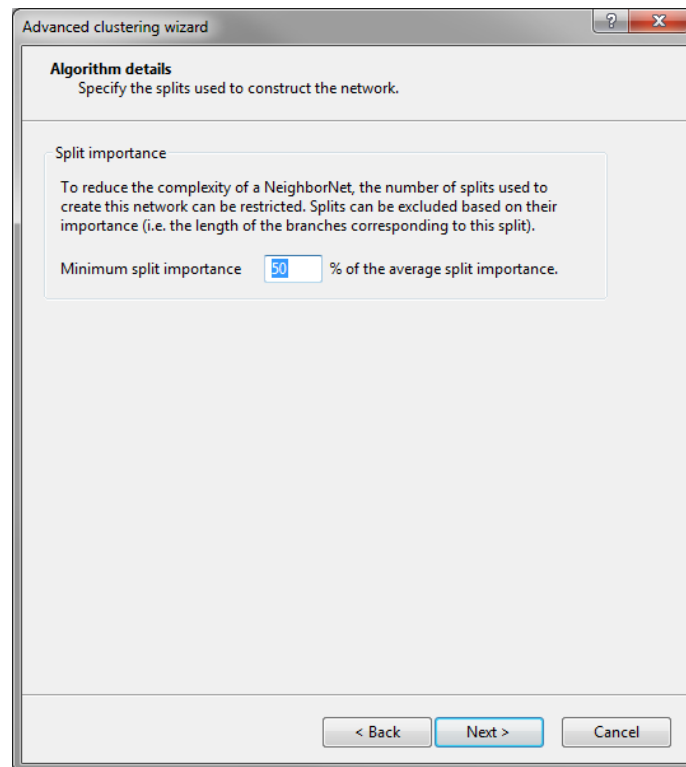 Advanced clustering wizard
?
Algorithm details
Specify the splits used to construct the network.
Split importance
To reduce the complexity of a NeighborNet, the number of splits used to
create this network can be restricted. Splits can be excluded based on their
importance (i.e. the length of the branches corresponding to this split).
Minimum split importance 50 % of the average split importance.
< Back Next > Cancel